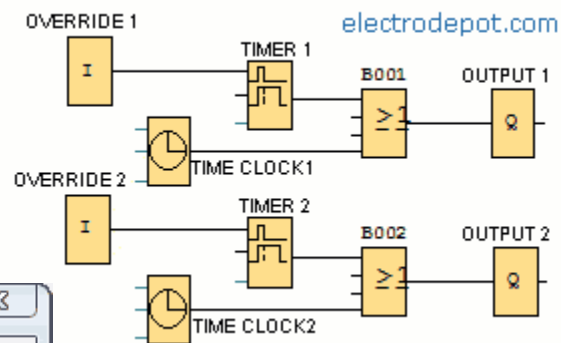 OVERRIDE 1
electrodepot.com
TIMER 1
I
B001
OUTPUT 1
≥1
Q
TIME CLOCK1
OVERRIDE 2
TIMER 2
I
B002
OUTPUT 2
≥1
Q
TIME CLOCK2